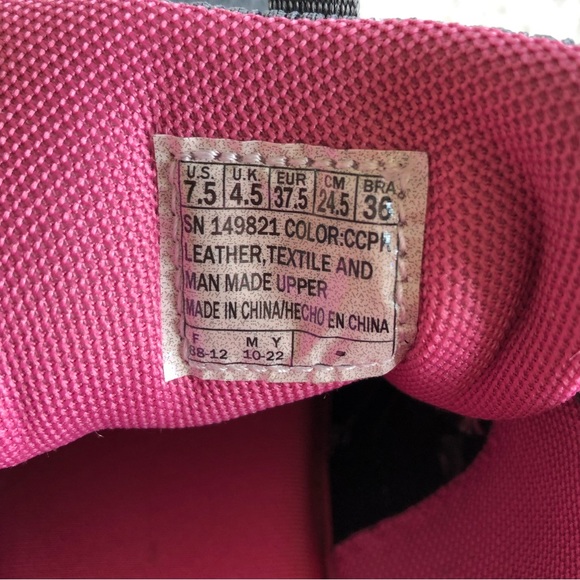 U.S. U.K. EUR CM BRA.
7.5 4.5 37.5 24.5 36
SN 149821 COLOR:CCPK
LEATHER,TEXTILE AND
MAN MADE UPPER
MADE IN CHINA/HECHO EN CHINA
F M Y
88-12 10-22 -